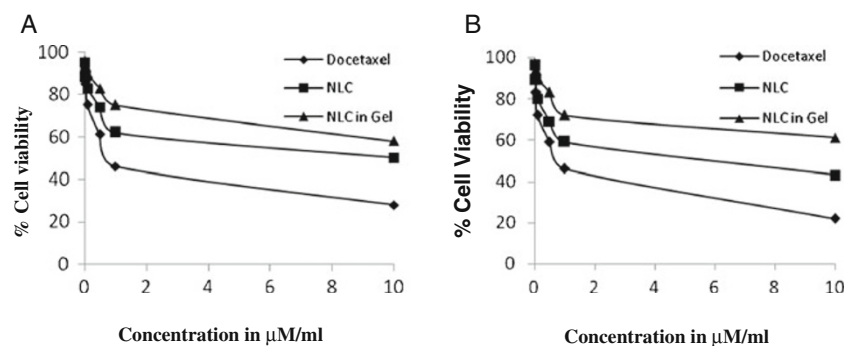 A
% Cell viability
100
80
60
40
20
0
0 2 4 6 8 10
Docetaxel
NLC
NLC in Gel
Concentration in μM/ml
B
% Cell Viability
100
80
60
40
20
0
0 2 4 6 8 10
Docetaxel
NLC
NLC in Gel
Concentration in μM/ml